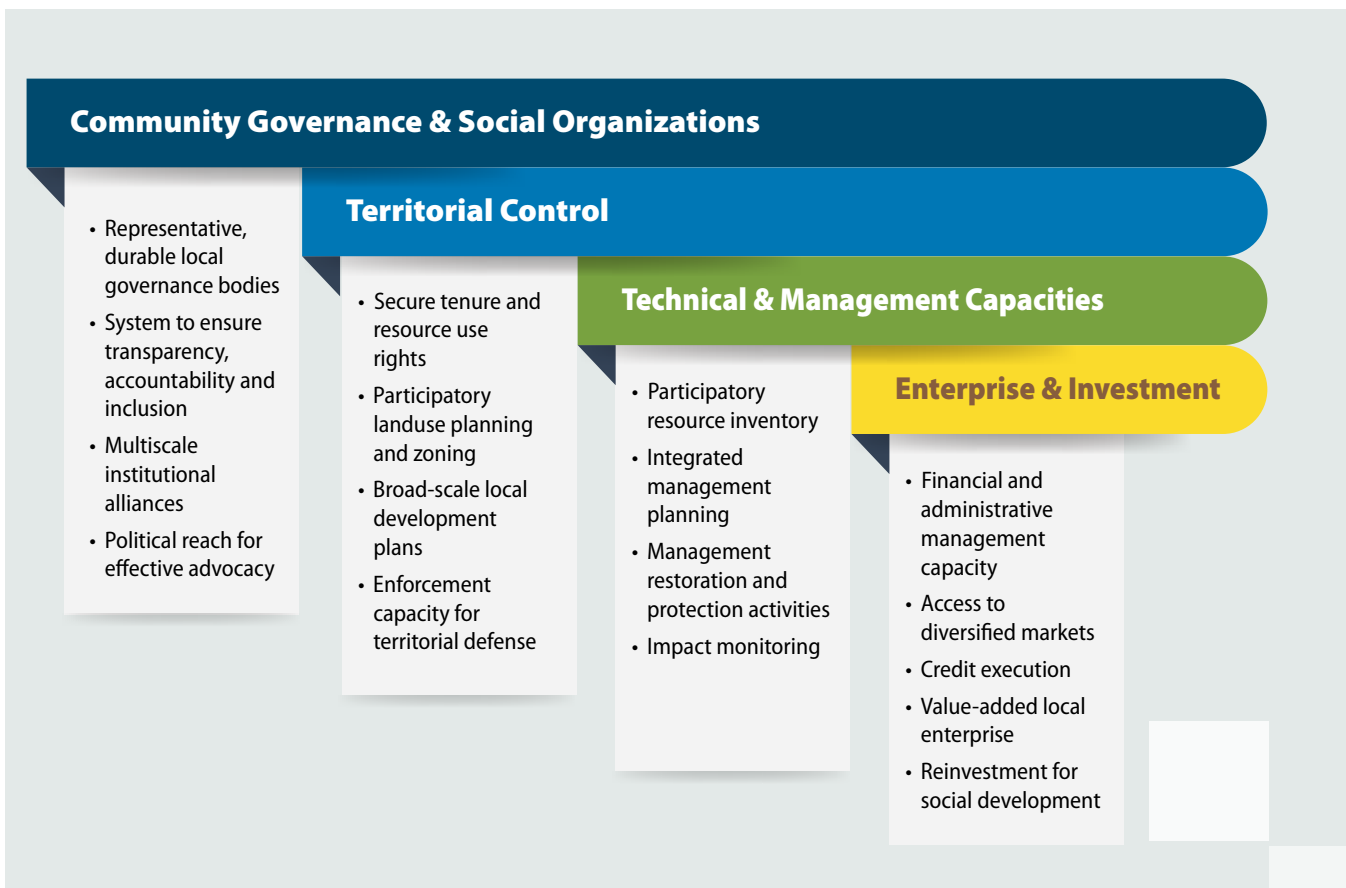 Community Governance & Social Organizations
• Representative,
durable local
governance bodies
• System to ensure
transparency,
accountability and
inclusion
• Multiscale
institutional
alliances
• Political reach for
effective advocacy
Territorial Control
• Secure tenure and
resource use
rights
• Participatory
landuse planning
and zoning
• Broad-scale local
development
plans
• Enforcement
capacity for
territorial defense
Technical & Management Capacities
• Participatory
resource inventory
• Integrated
management
planning
• Management
restoration and
protection activities
• Impact monitoring
Enterprise & Investment
• Financial and
administrative
management
capacity
• Access to
diversified markets
• Credit execution
• Value-added local
enterprise
• Reinvestment for
social development